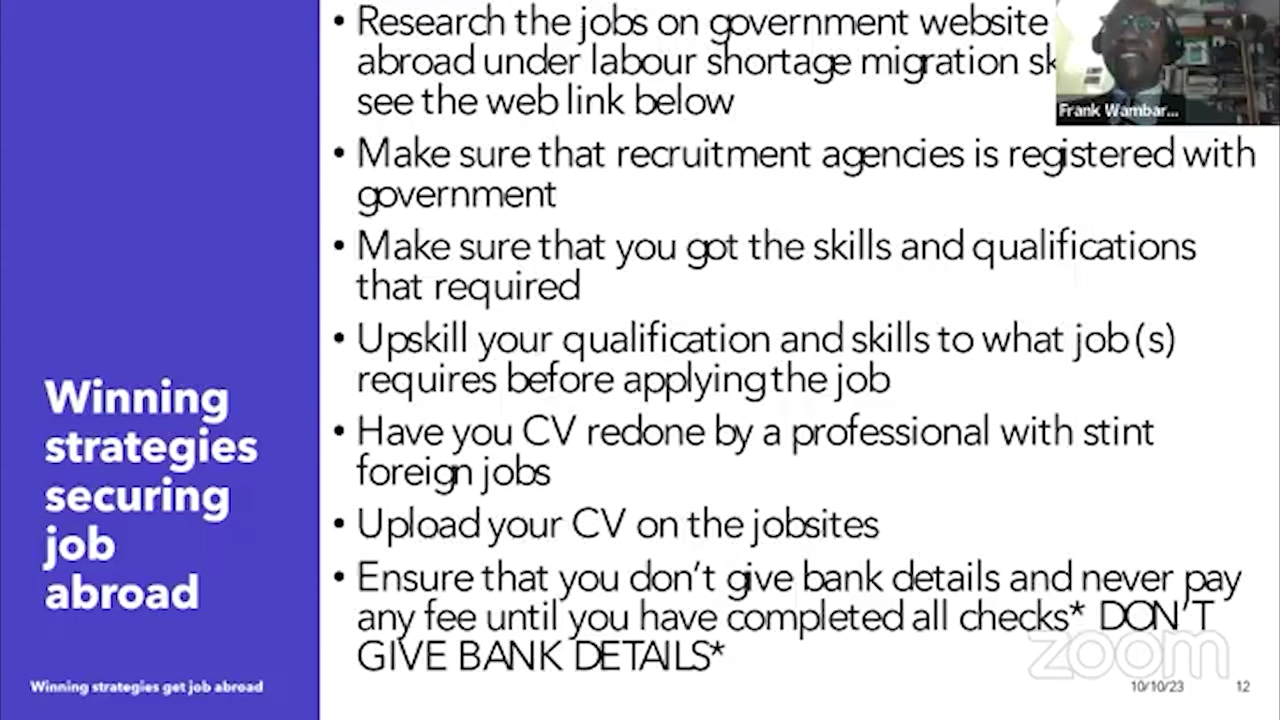 Winning
strategies
securing
job
abroad
Winning strategies get job abroad
• Research the jobs on government website
abroad under labour shortage migration
see the web link below
• Make sure that recruitment agencies is registered with
government
• Make sure that you got the skills and qualifications
that required
• Upskill your qualification and skills to what job(s)
requires before applying the job
• Have you CV redone by a professional with stint
foreign jobs
• Upload your CV on the jobsites
• Ensure that you don't give bank details and never pay
any fee until you have completed all checks* DON'T
GIVE BANK DETAILS*
Frank Wambar...
zoom
10/10/23
12